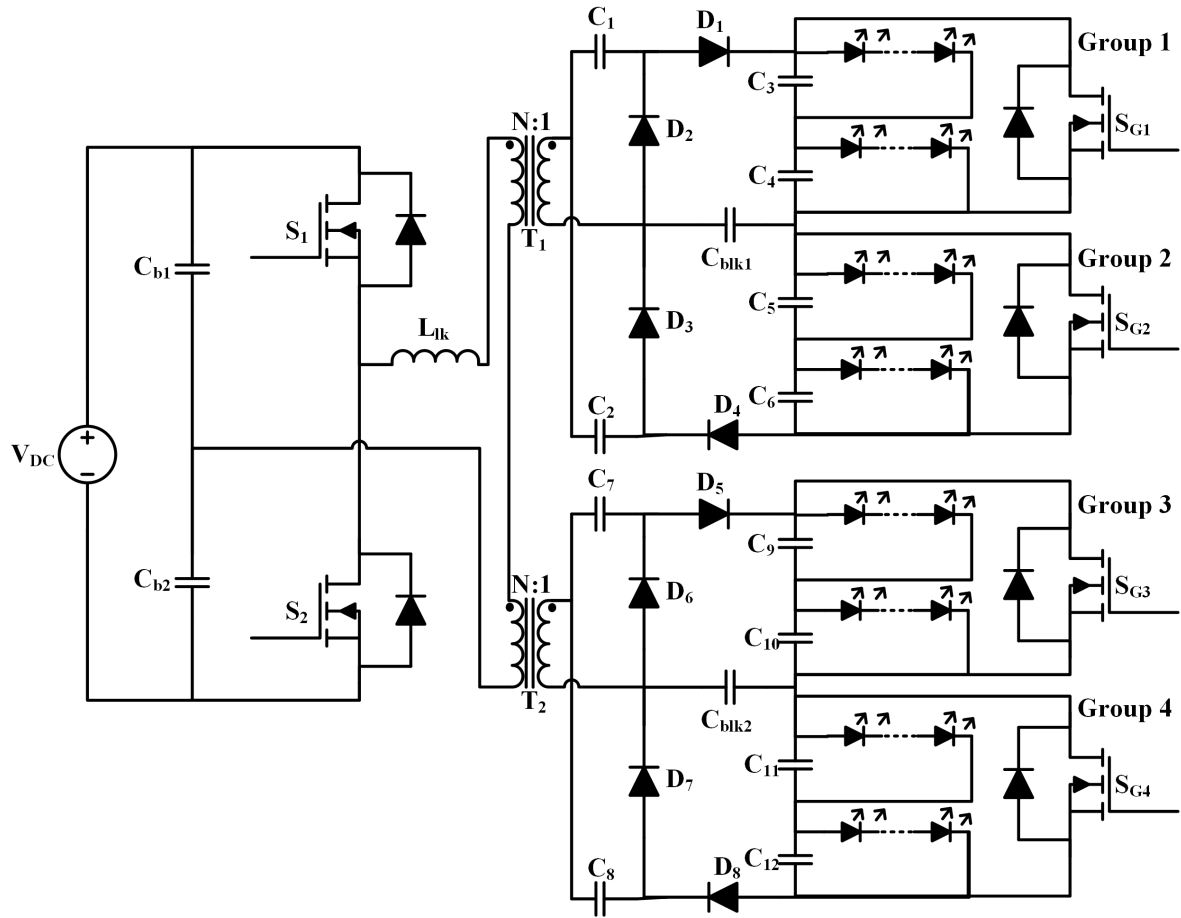 C1
D1
Group 1
C3
N:1
D2
SG1
C4
S1
T1
Cblk1
Group 2
Cb1
C5
Llk
D3
SG2
C2
D4
C6
VDC
C7
D5
Group 3
C9
Cb2
N:1
D6
S2
SG3
C10
T2
Cblk2
Group 4
C11
D7
SG4
C8
D8
C12